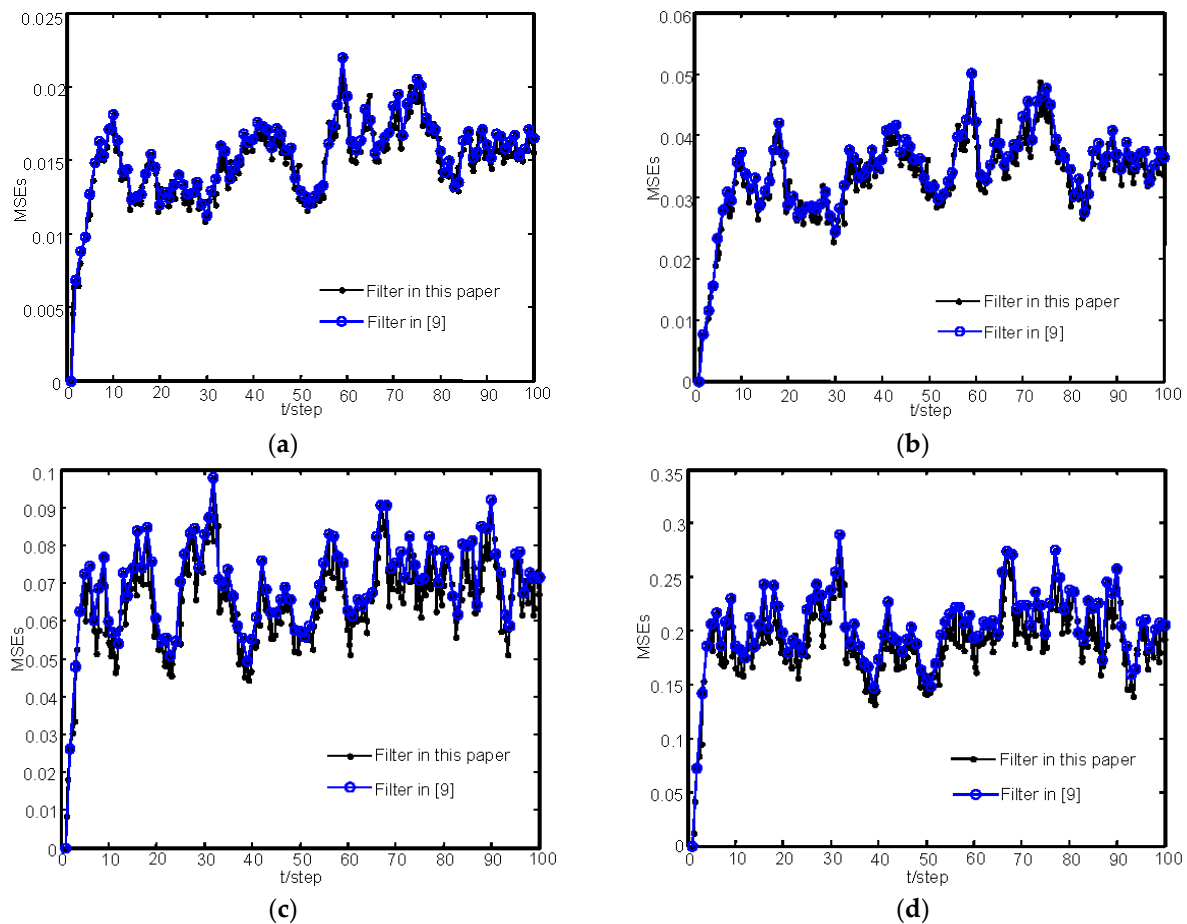 0.025
0.02
0.015
0.01
0.005
0
MSEs
Filter in this paper
Filter in [9]
0 10 20 30 40 50 60 70 80 90 100
t/step
(a)
0.06
0.05
0.04
0.03
0.02
0.01
0
MSEs
Filter in this paper
Filter in [9]
0 10 20 30 40 50 60 70 80 90 100
t/step
(b)
0.1
0.09
0.08
0.07
0.06
0.05
0.04
0.03
0.02
0.01
0
MSEs
Filter in this paper
Filter in [9]
0 10 20 30 40 50 60 70 80 90 100
t/step
(c)
0.35
0.3
0.25
0.2
0.15
0.1
0.05
0
MSEs
Filter in this paper
Filter in [9]
0 10 20 30 40 50 60 70 80 90 100
t/step
(d)